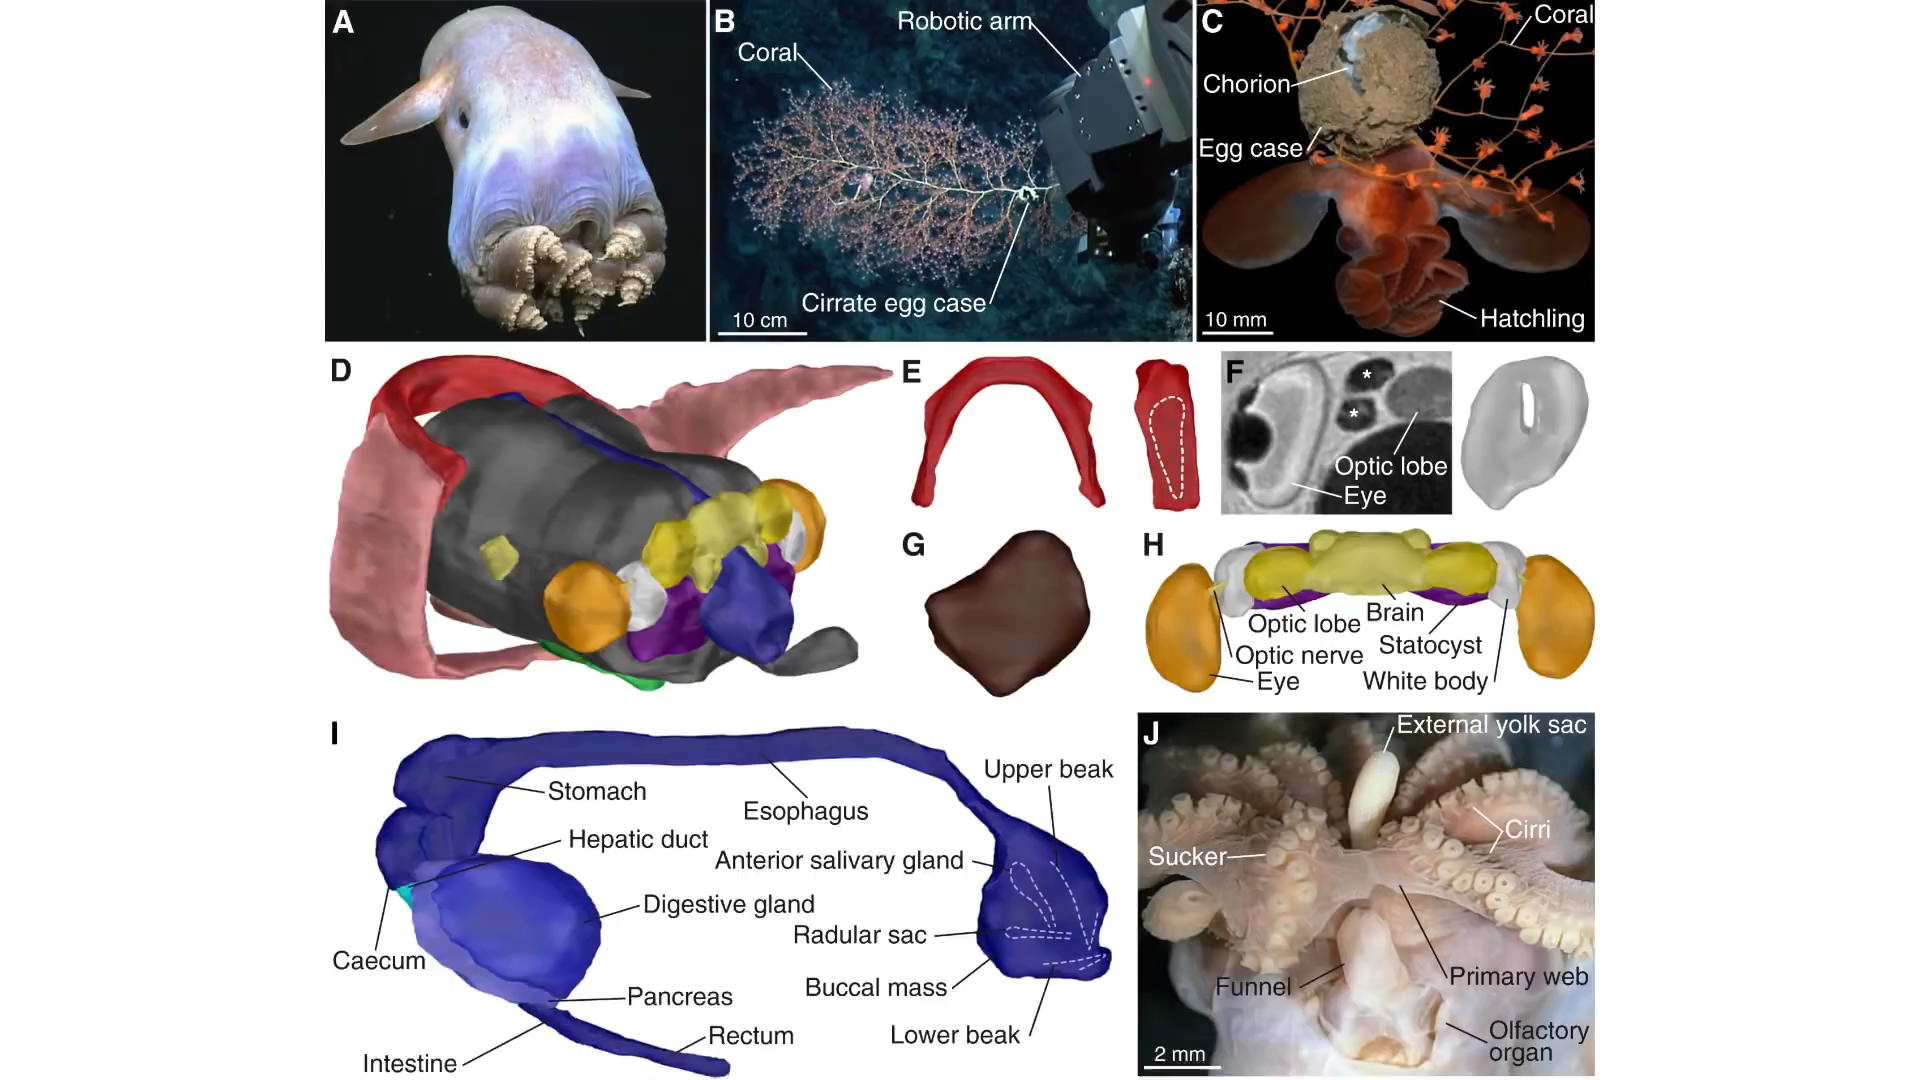 A
B
Robotic arm
Coral
Cirrate egg case
10 cm
C
Coral
Chorion
Egg case
Hatchling
10 mm
D
E
F
*
*
Optic lobe
Eye
G
H
Optic lobe
Brain
Statocyst
Optic nerve
Eye
White body
I
Stomach
Esophagus
Upper beak
Hepatic duct
Anterior salivary gland
Digestive gland
Radular sac
Caecum
Buccal mass
Pancreas
Lower beak
Rectum
Intestine
J
External yolk sac
Cirri
Sucker
Primary web
Funnel
Olfactory
organ
2 mm